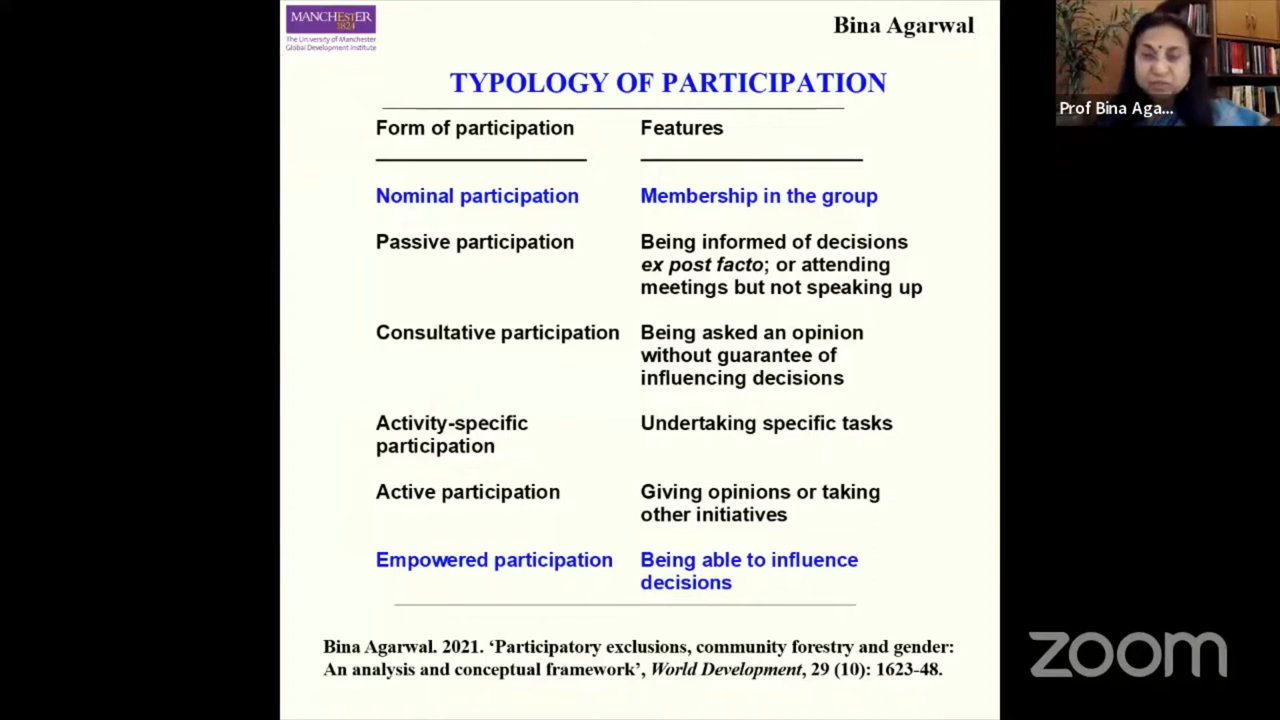 MANCHESTER
1824
The University of Manchester
Global Development Institute
Bina Agarwal
Prof Bina Aga...
TYPOLOGY OF PARTICIPATION
Form of participation Features
Nominal participation Membership in the group
Passive participation Being informed of decisions
ex post facto; or attending
meetings but not speaking up
Consultative participation Being asked an opinion
without guarantee of
influencing decisions
Activity-specific Undertaking specific tasks
participation
Active participation Giving opinions or taking
other initiatives
Empowered participation Being able to influence
decisions
Bina Agarwal. 2021. ‘Participatory exclusions, community forestry and gender:
An analysis and conceptual framework’, World Development, 29 (10): 1623-48.
zoom